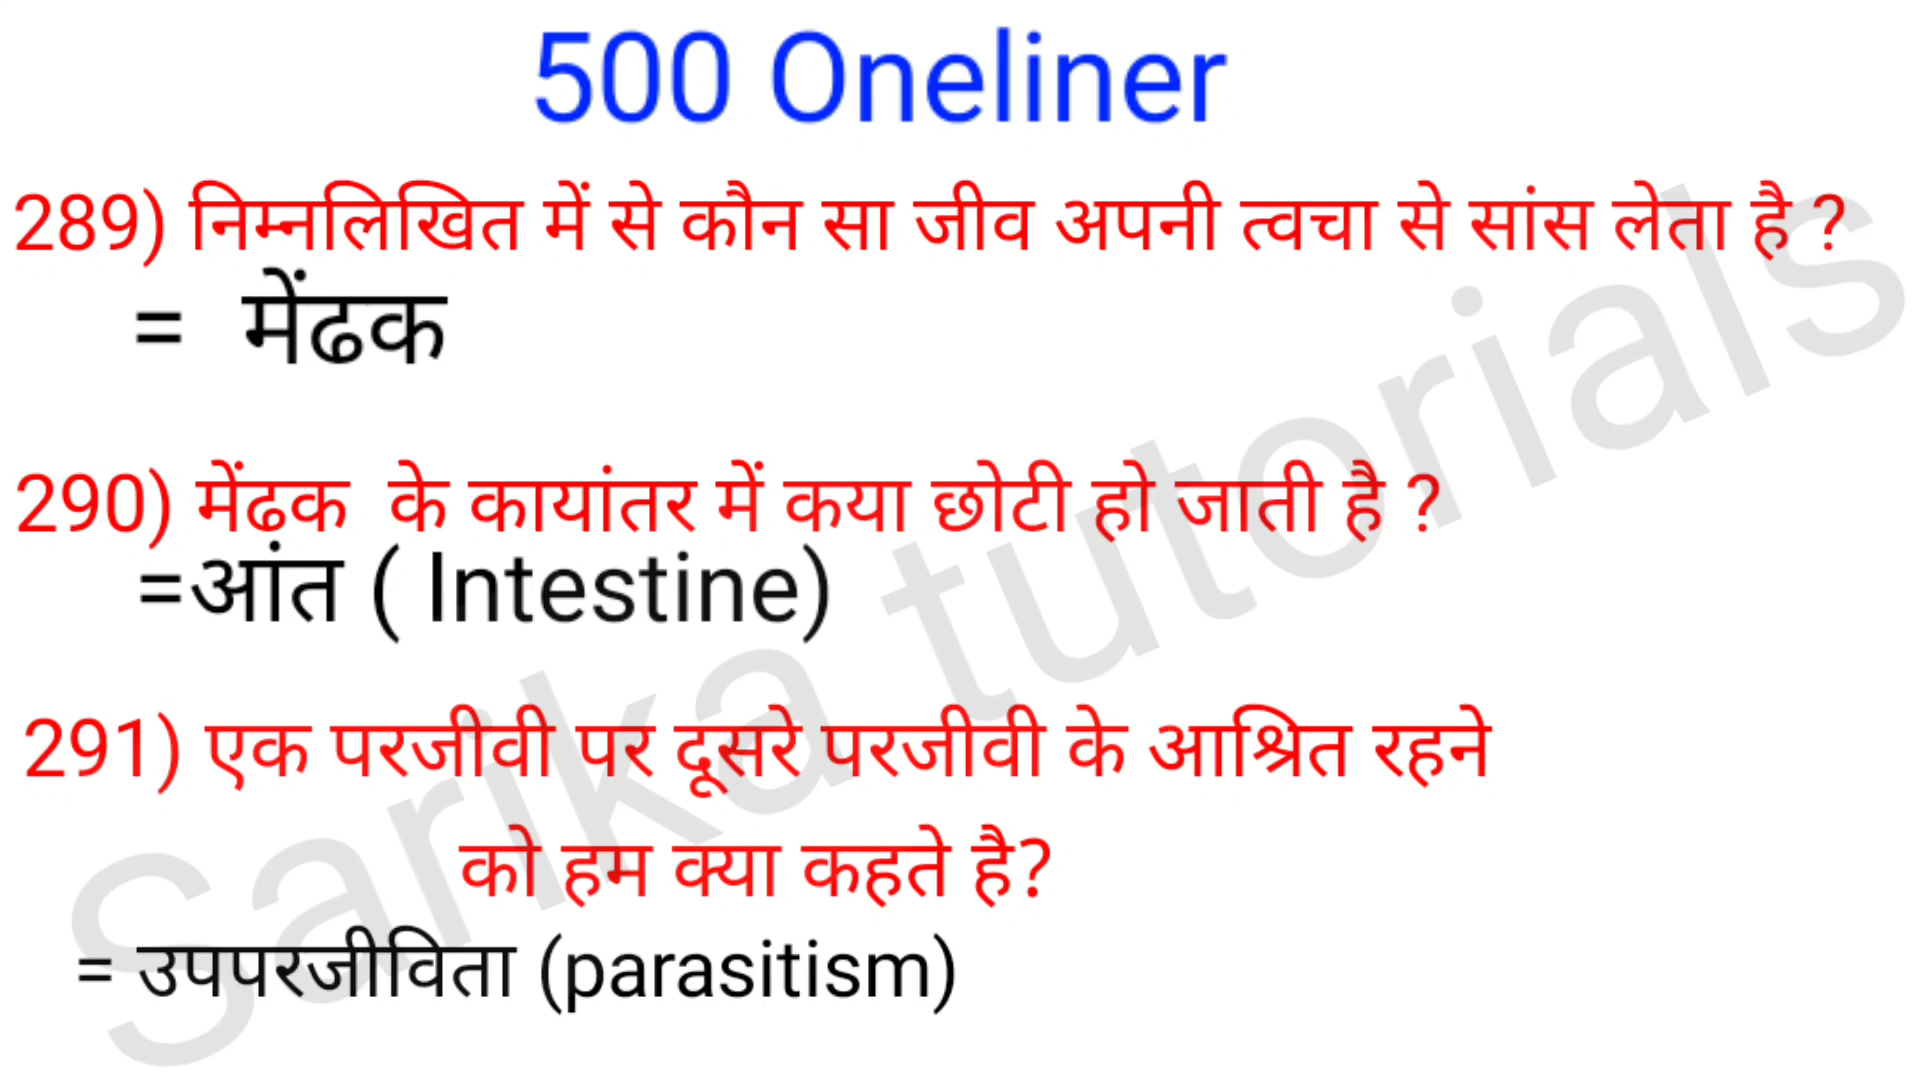 500 Oneliner
289) निम्नलिखित में से कौन सा जीव अपनी त्वचा से सांस लेता है ?
= मेंढक
290) मेंढक के कायांतर में कया छोटी हो जाती है ?
=आंत ( Intestine)
291) एक परजीवी पर दूसरे परजीवी के आश्रित रहने
को हम क्या कहते है?
= उपपरजीविता (parasitism)
Sarika tutorials